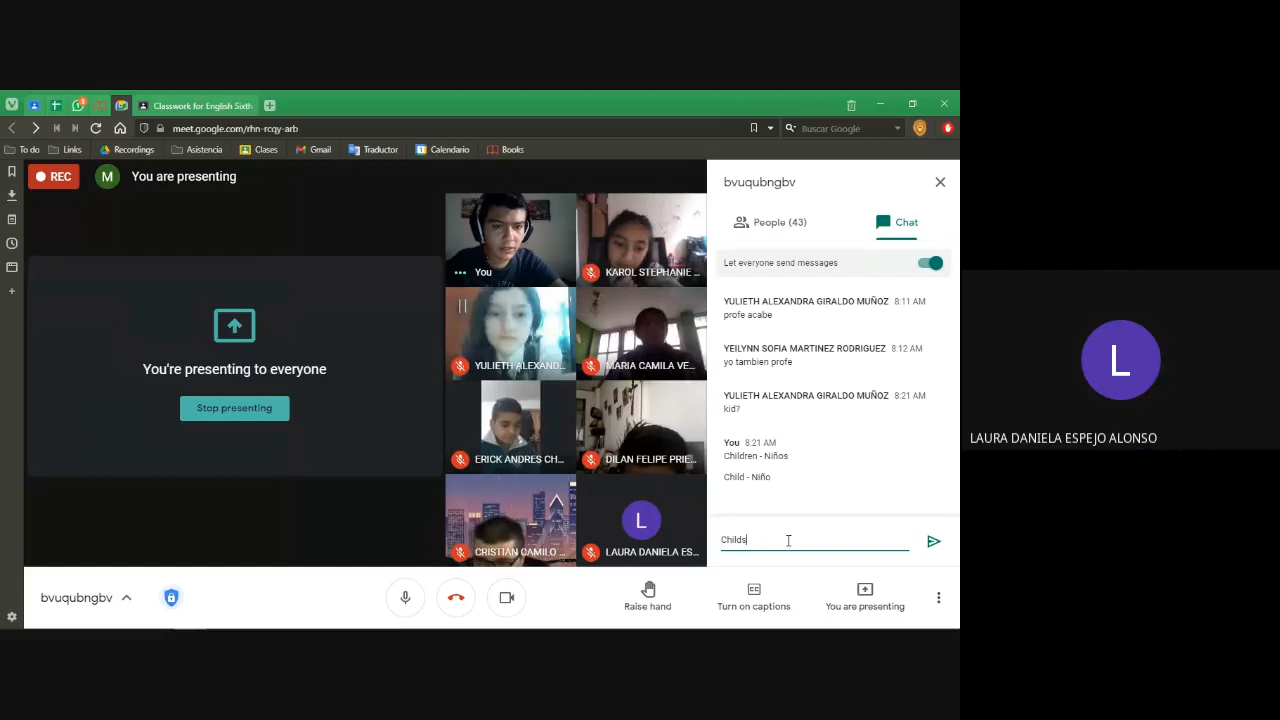 Classwork for English Sixth
meet.google.com/rhn-rcqy-arb
Buscar Google
To do
Links
Recordings
Asistencia
Clases
Gmail
Traductor
Calendario
Books
REC
M
You are presenting
bvuqubngbv
People (43)
Chat
Let everyone send messages
You
KAROL STEPHANIE ...
YULIETH ALEXANDRA GIRALDO MUÑOZ 8:11 AM
profe acabe
YEILYNN SOFIA MARTINEZ RODRIGUEZ 8:12 AM
yo tambien profe
YULIETH ALEXANDRA GIRALDO MUÑOZ 8:21 AM
kid?
You 8:21 AM
Children - Niños
Child - Niño
You're presenting to everyone
Stop presenting
YULIETH ALEXAND...
MARIA CAMILA VE...
ERICK ANDRES CH...
DILAN FELIPE PRIE...
CRISTIAN CAMILO ...
L
LAURA DANIELA ES...
Childs
bvuqubngbv
Raise hand
Turn on captions
You are presenting
L
LAURA DANIELA ESPEJO ALONSO